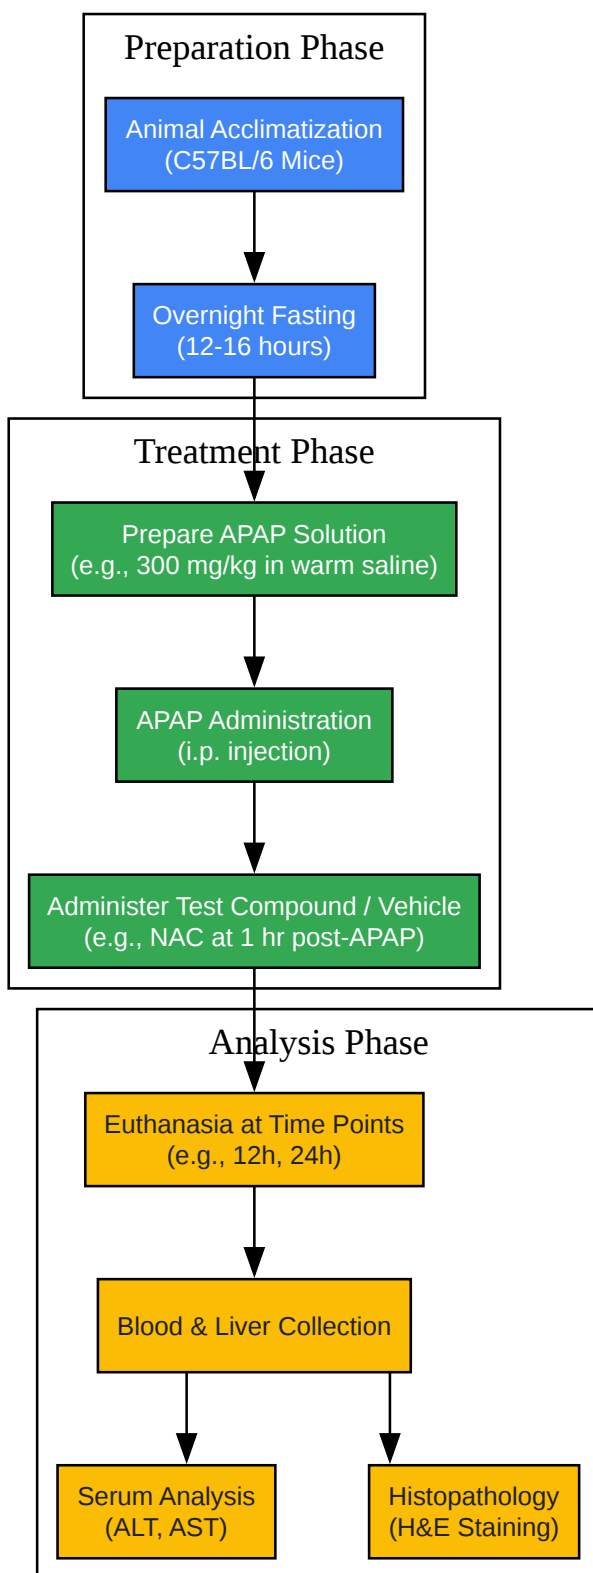 Preparation Phase
Animal Acclimatization
(C57BL/6 Mice)
Overnight Fasting
(12-16 hours)
Treatment Phase
Prepare APAP Solution
(e.g., 300 mg/kg in warm saline)
APAP Administration
(i.p. injection)
Administer Test Compound / Vehicle
(e.g., NAC at 1 hr post-APAP)
Analysis Phase
Euthanasia at Time Points
(e.g., 12h, 24h)
Blood & Liver Collection
Serum Analysis
(ALT, AST)
Histopathology
(H&E Staining)